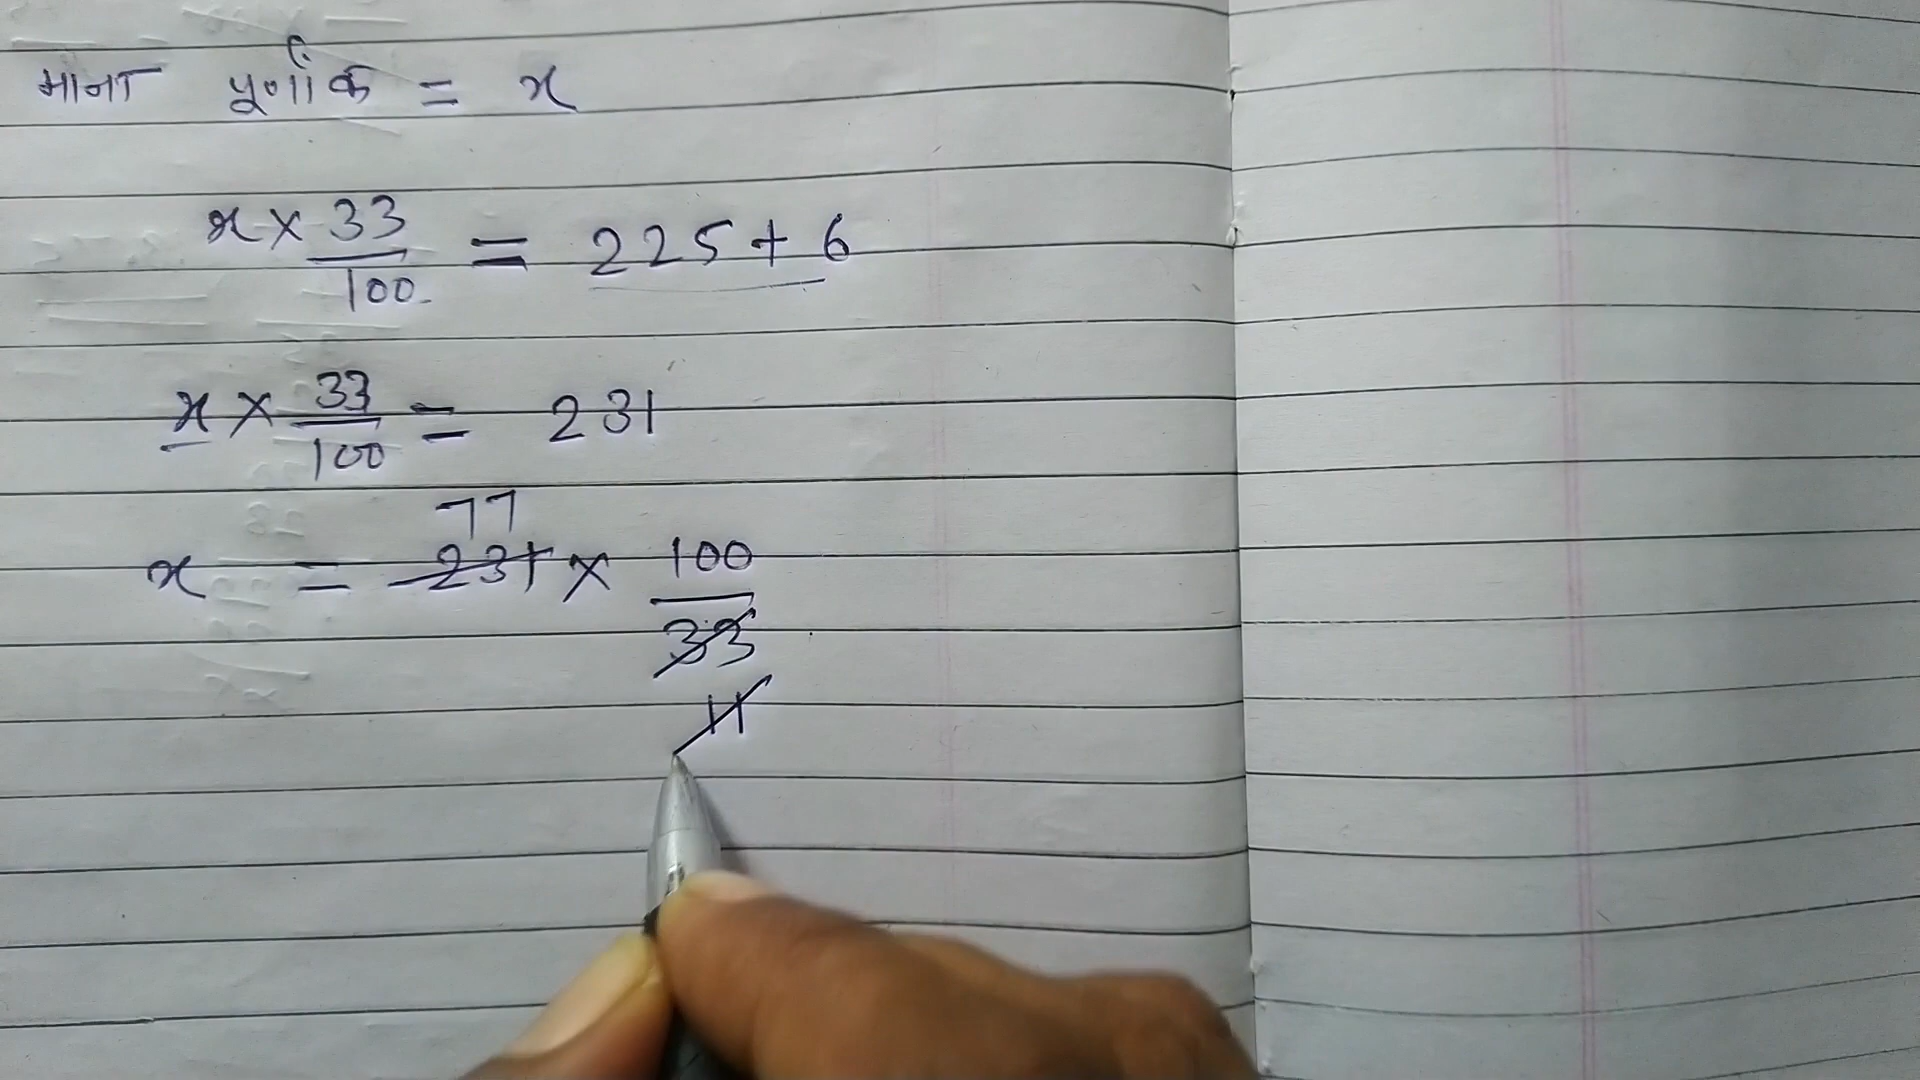 माना पूर्णांक = x
x × 33/100 = 225 + 6
x × 33/100 = 231
77
x = 231 × 100/33
11